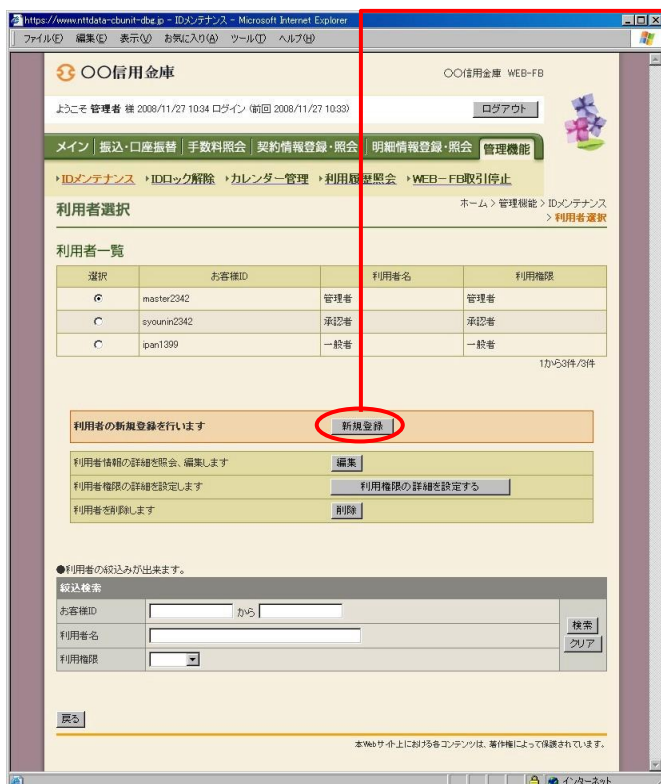 https://www.nttdata-cbunit-dbg.jp - IDメンテナンス - Microsoft Internet Explorer
ファイル(F) 編集(E) 表示(V) お気に入り(A) ツール(T) ヘルプ(H)
○○信用金庫
○○信用金庫 WEB-FB
ようこそ 管理者 様 2008/11/27 10:34 ログイン (前回 2008/11/27 10:33)
ログアウト
メイン 振込・口座振替 手数料照会 契約情報登録・照会 明細情報登録・照会 管理機能
IDメンテナンス IDロック解除 カレンダー管理 利用履歴照会 WEB-FB取引停止
利用者選択
ホーム > 管理機能 > IDメンテナンス
> 利用者選択
利用者一覧
選択 お客様ID 利用者名 利用権限
master2342 管理者 管理者
syounin2342 承認者 承認者
ipan1399 一般者 一般者
1から3件/3件
利用者の新規登録を行います 新規登録
利用者情報の詳細を照会、編集します 編集
利用者権限の詳細を設定します 利用権限の詳細を設定する
利用者を削除します 削除
●利用者の絞込みが出来ます。
絞込検索
お客様ID から
利用者名
利用権限
検索
クリア
戻る
本Webサイト上における各コンテンツは、著作権によって保護されています。
インターネット